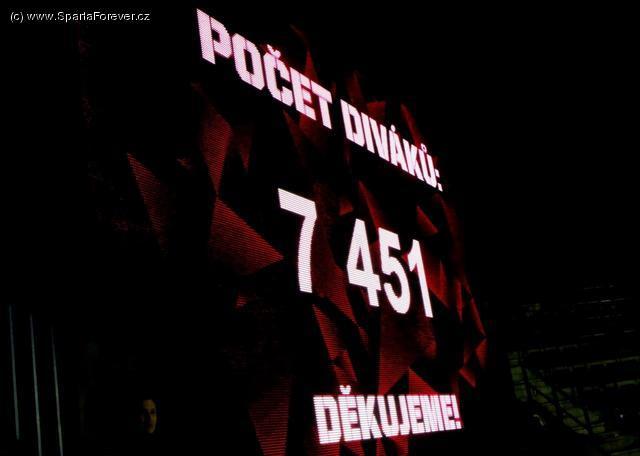 (c) www.SpartaForever.cz
POČET DIVÁKŮ:
7 451
DĚKUJEME!